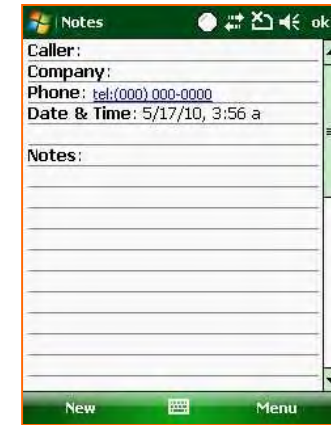 Notes ok
Caller:
Company:
Phone: tel:(000) 000-0000
Date & Time: 5/17/10, 3:56 a
Notes:
New Menu